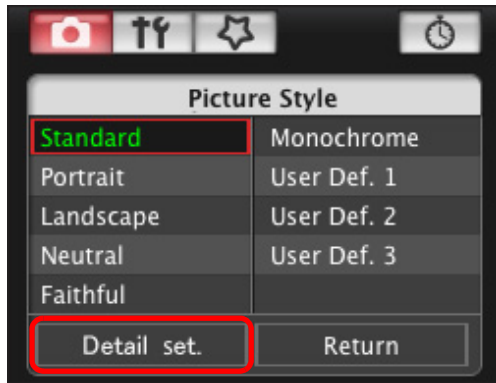 Picture Style
Standard
Monochrome
Portrait
User Def. 1
Landscape
User Def. 2
Neutral
User Def. 3
Faithful
Detail set.
Return